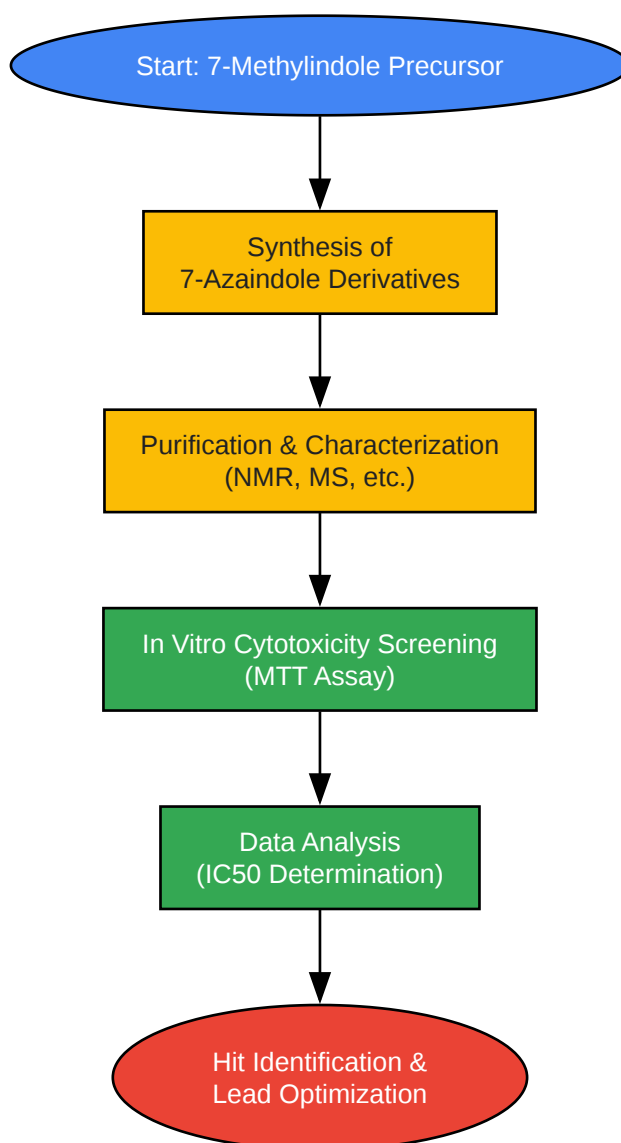 Start: 7-Methylindole Precursor
Synthesis of
7-Azaindole Derivatives
Purification & Characterization
(NMR, MS, etc.)
In Vitro Cytotoxicity Screening
(MTT Assay)
Data Analysis
(IC50 Determination)
Hit Identification &
Lead Optimization